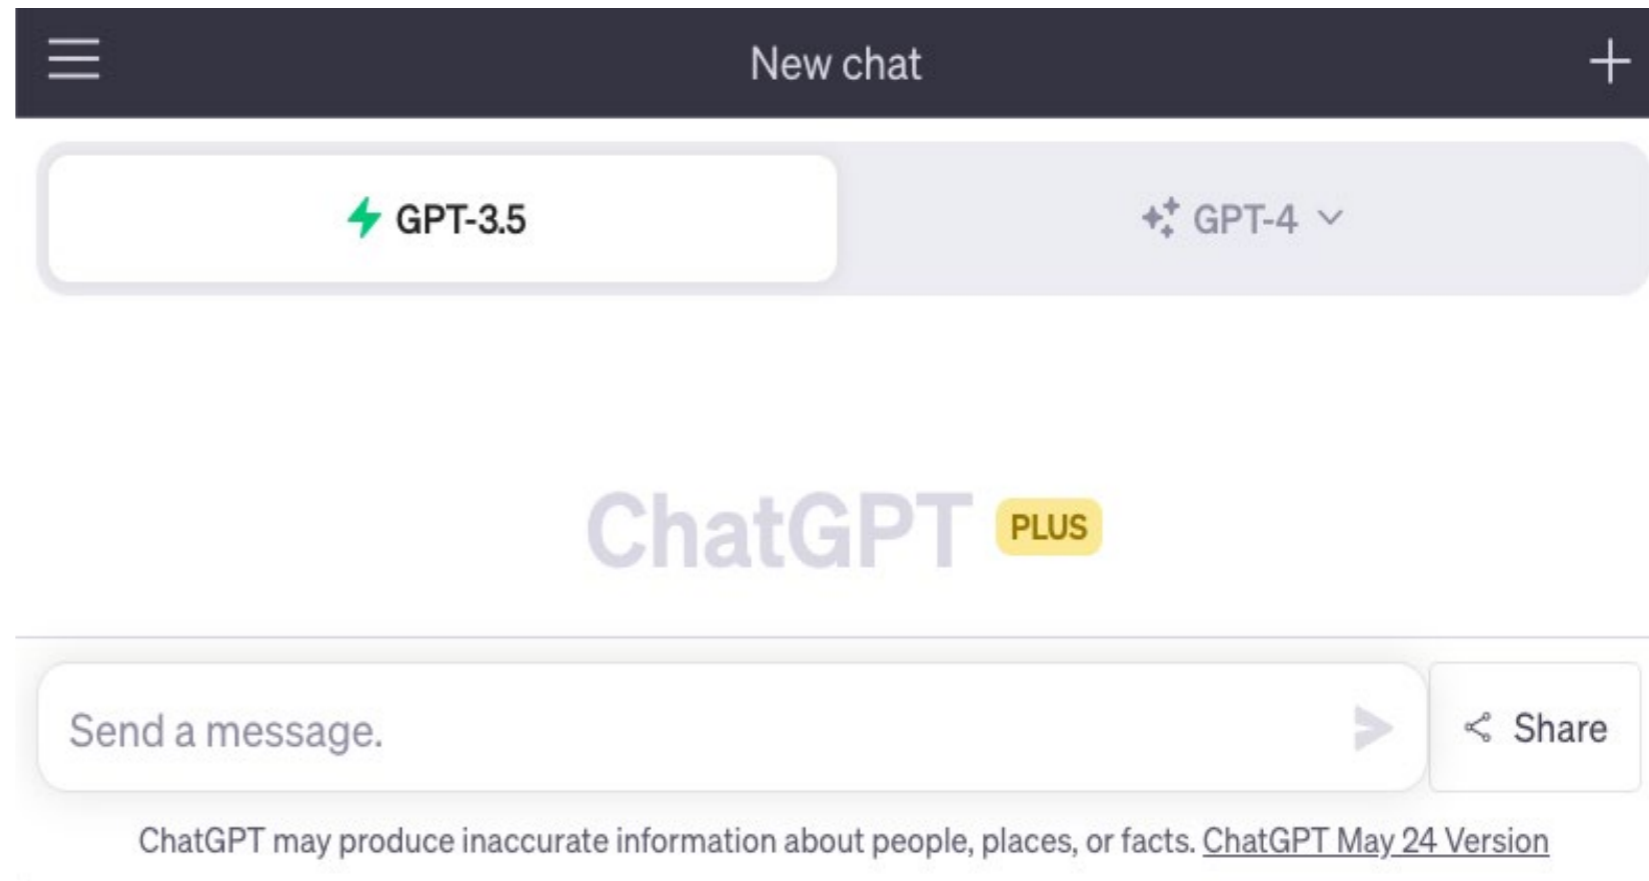 New chat
GPT-3.5
GPT-4
ChatGPT PLUS
Send a message.
Share
ChatGPT may produce inaccurate information about people, places, or facts. ChatGPT May 24 Version